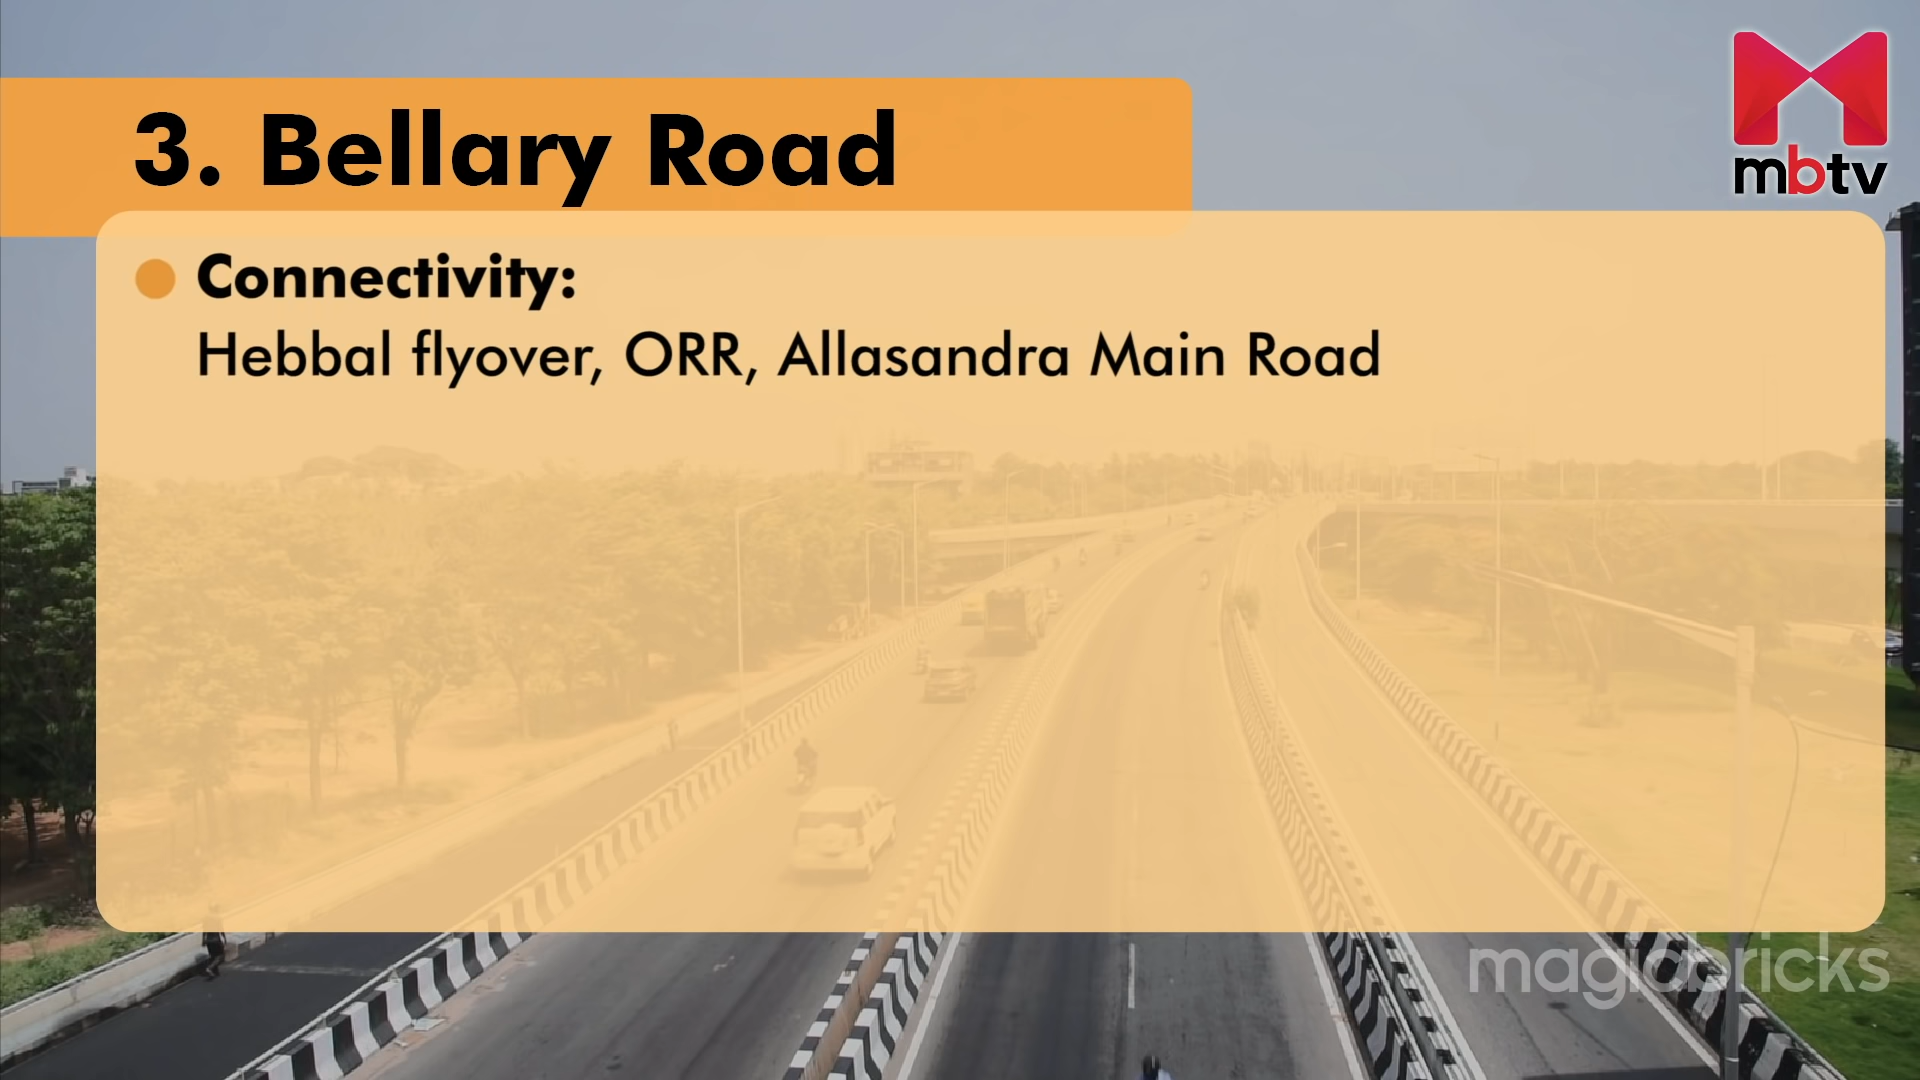 3. Bellary Road
mbtv
Connectivity:
Hebbal flyover, ORR, Allasandra Main Road
magicbricks